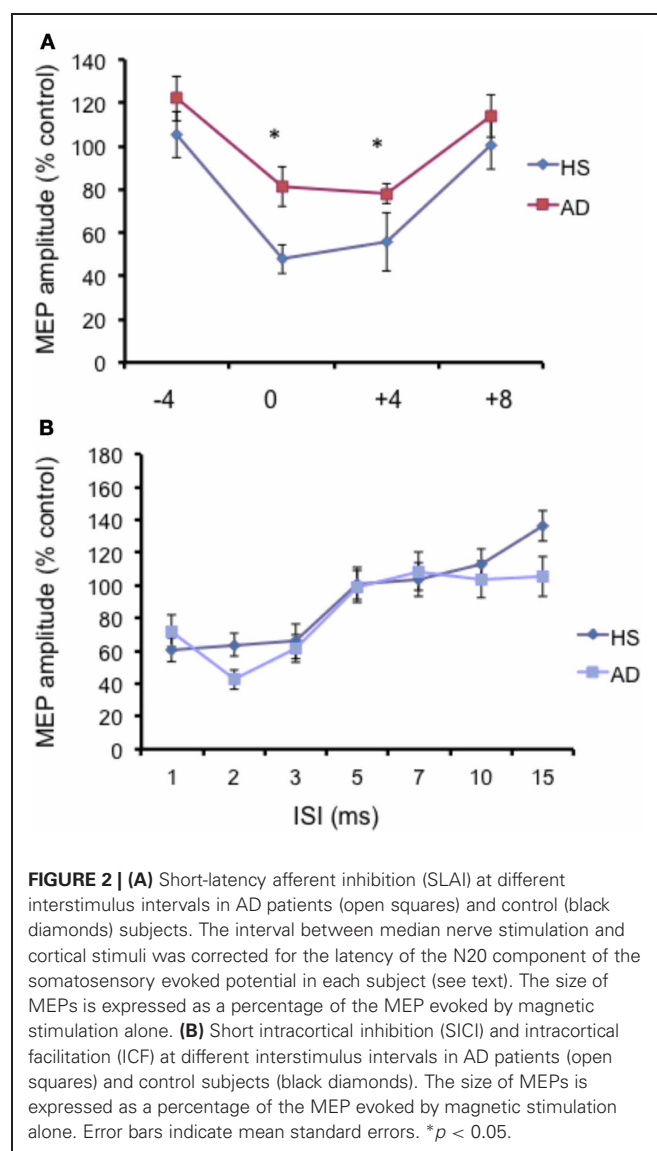 A
MEP amplitude (% control)
140
120
100
80
60
40
20
0
* *
HS
AD
-4 0 +4 +8
B
MEP amplitude (% control)
180
160
140
120
100
80
60
40
20
0
HS
AD
1 2 3 5 7 10 15
ISI (ms)
FIGURE 2 | (A) Short-latency afferent inhibition (SLAI) at different
interstimulus intervals in AD patients (open squares) and control (black
diamonds) subjects. The interval between median nerve stimulation and
cortical stimuli was corrected for the latency of the N20 component of the
somatosensory evoked potential in each subject (see text). The size of
MEPs is expressed as a percentage of the MEP evoked by magnetic
stimulation alone. (B) Short intracortical inhibition (SICI) and intracortical
facilitation (ICF) at different interstimulus intervals in AD patients (open
squares) and control subjects (black diamonds). The size of MEPs is
expressed as a percentage of the MEP evoked by magnetic stimulation
alone. Error bars indicate mean standard errors. *p < 0.05.